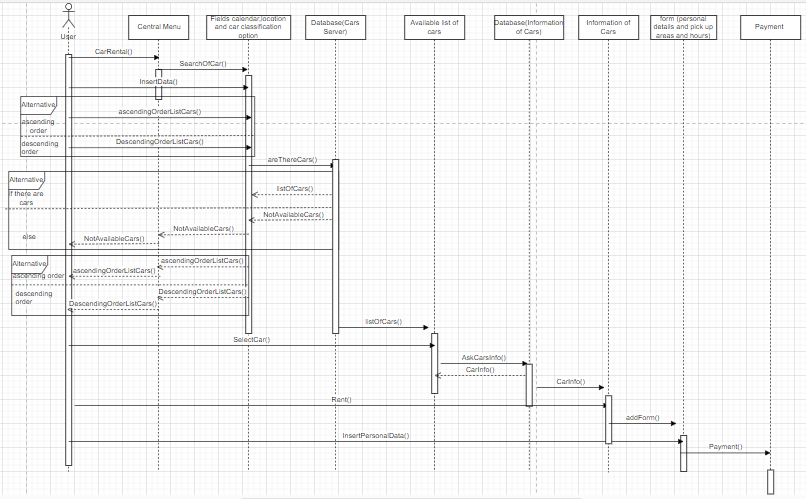 User
Central Menu
Fields calendar,location
and car classification
option
Database(Cars
Server)
Available list of
cars
Database(Information
of Cars)
Information of
Cars
form (personal
details and pick up
areas and hours)
Payment
CarRental()
SearchOfCar()
InsertData()
Alternative
ascending
order
ascendingOrderListCars()
descending
order
DescendingOrderListCars()
areThereCars()
Alternative
If there are
cars
listOfCars()
NotAvailableCars()
NotAvailableCars()
else
NotAvailableCars()
Alternative
ascending order
ascendingOrderListCars()
ascendingOrderListCars()
descending
order
DescendingOrderListCars()
DescendingOrderListCars()
listOfCars()
SelectCar()
AskCarsInfo()
CarInfo()
CarInfo()
Rent()
addForm()
InsertPersonalData()
Payment()